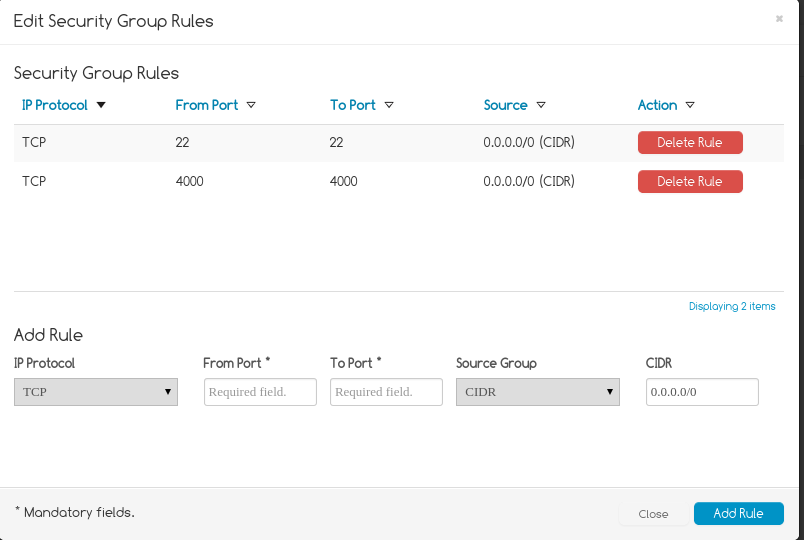 Edit Security Group Rules ×
Security Group Rules
IP Protocol From Port To Port Source Action
TCP 22 22 0.0.0.0/0 (CIDR) Delete Rule
TCP 4000 4000 0.0.0.0/0 (CIDR) Delete Rule
Displaying 2 items
Add Rule
IP Protocol From Port * To Port * Source Group CIDR
TCP Required field. Required field. CIDR 0.0.0.0/0
* Mandatory fields. Close Add Rule